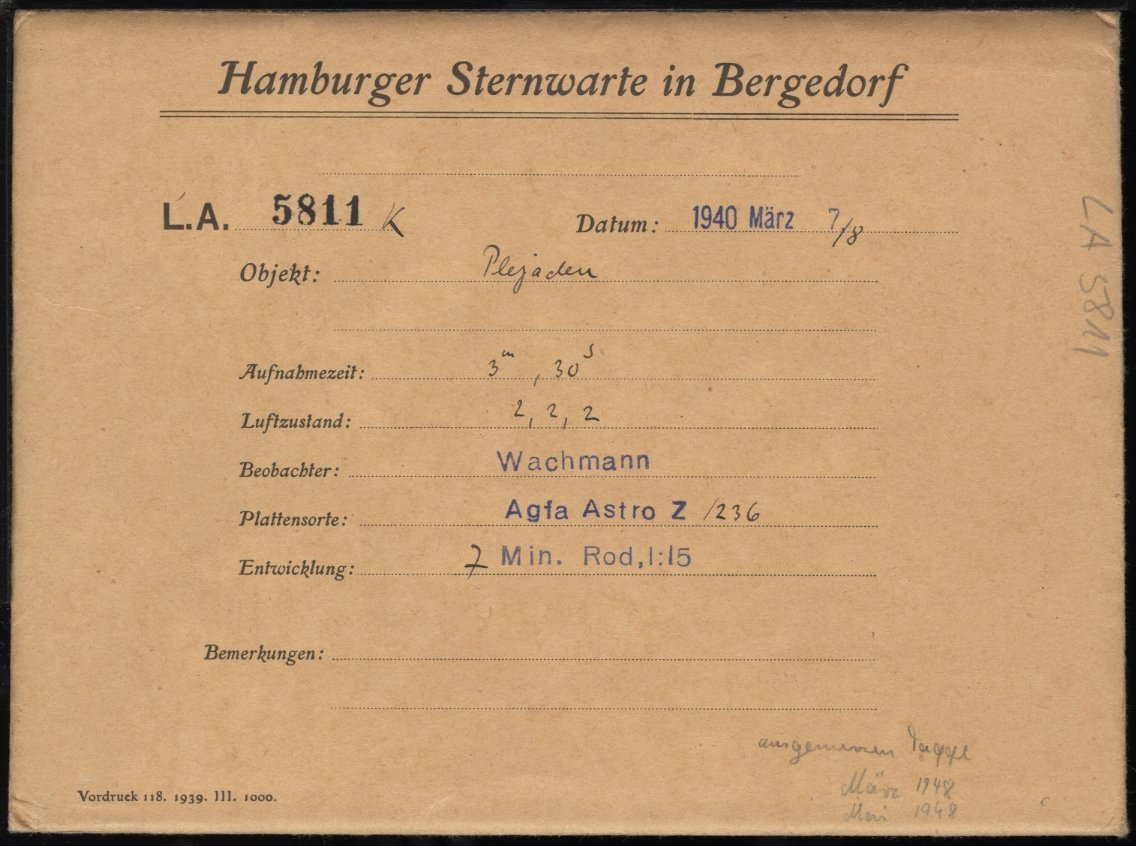 Hamburger Sternwarte in Bergedorf
L.A. 5811 K Datum: 1940 März 7/8
Objekt: Plejaden
Aufnahmezeit: 3ᵐ, 30ˢ
Luftzustand: 2, 2, 2
Beobachter: Wachmann
Plattensorte: Agfa Astro Z /236
Entwicklung: 7 Min. Rod,1:15
Bemerkungen:
ausgemessen
März 1948
Mai 1948
Vordruck 118. 1939. III. 1000.
LA 5811